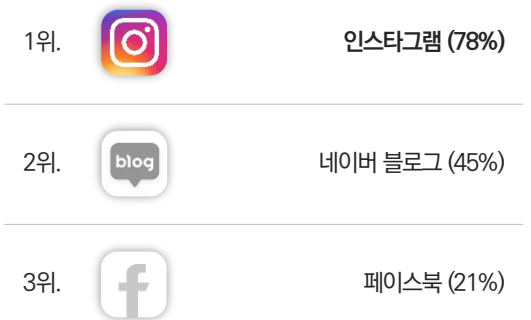 1위. 인스타그램 (78%)
2위. blog 네이버 블로그 (45%)
3위. 페이스북 (21%)